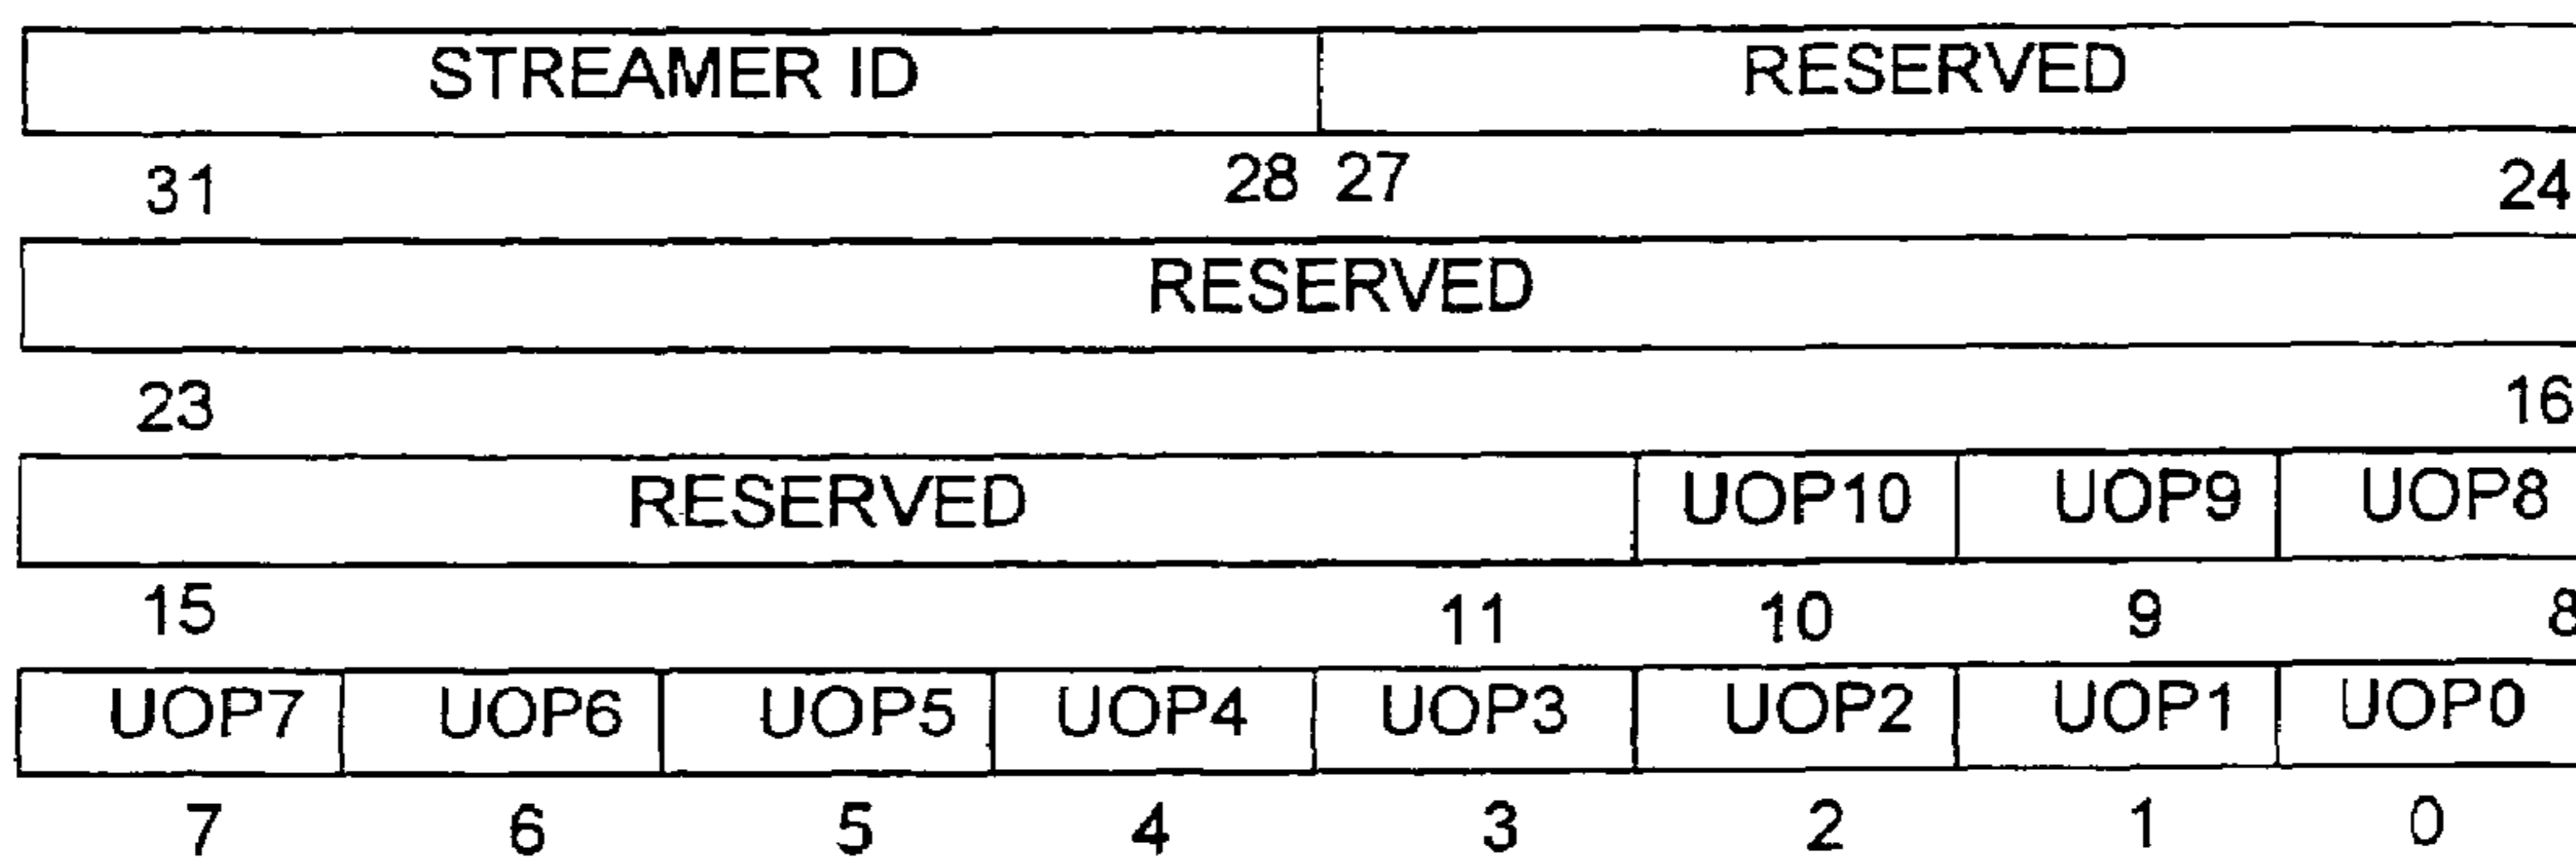 STREAMER ID RESERVED
31 28 27 24
RESERVED
23 16
RESERVED UOP10 UOP9 UOP8
15 11 10 9 8
UOP7 UOP6 UOP5 UOP4 UOP3 UOP2 UOP1 UOP0
7 6 5 4 3 2 1 0